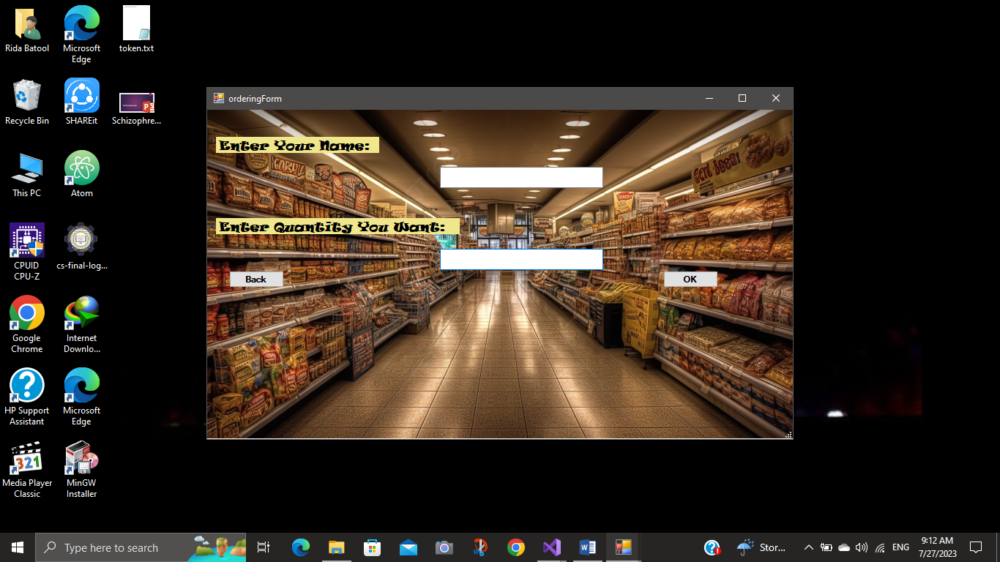 Rida Batool
Microsoft
Edge
token.txt
Recycle Bin
SHAREit
Schizophre...
This PC
Atom
CPUID
CPU-Z
cs-final-log...
Google
Chrome
Internet
Downlo...
HP Support
Assistant
Microsoft
Edge
321
Media Player
Classic
MinGW
Installer
orderingForm
Enter Your Name:
Enter Quantity You Want:
Back
OK
Type here to search
Stor...
ENG
9:12 AM
7/27/2023